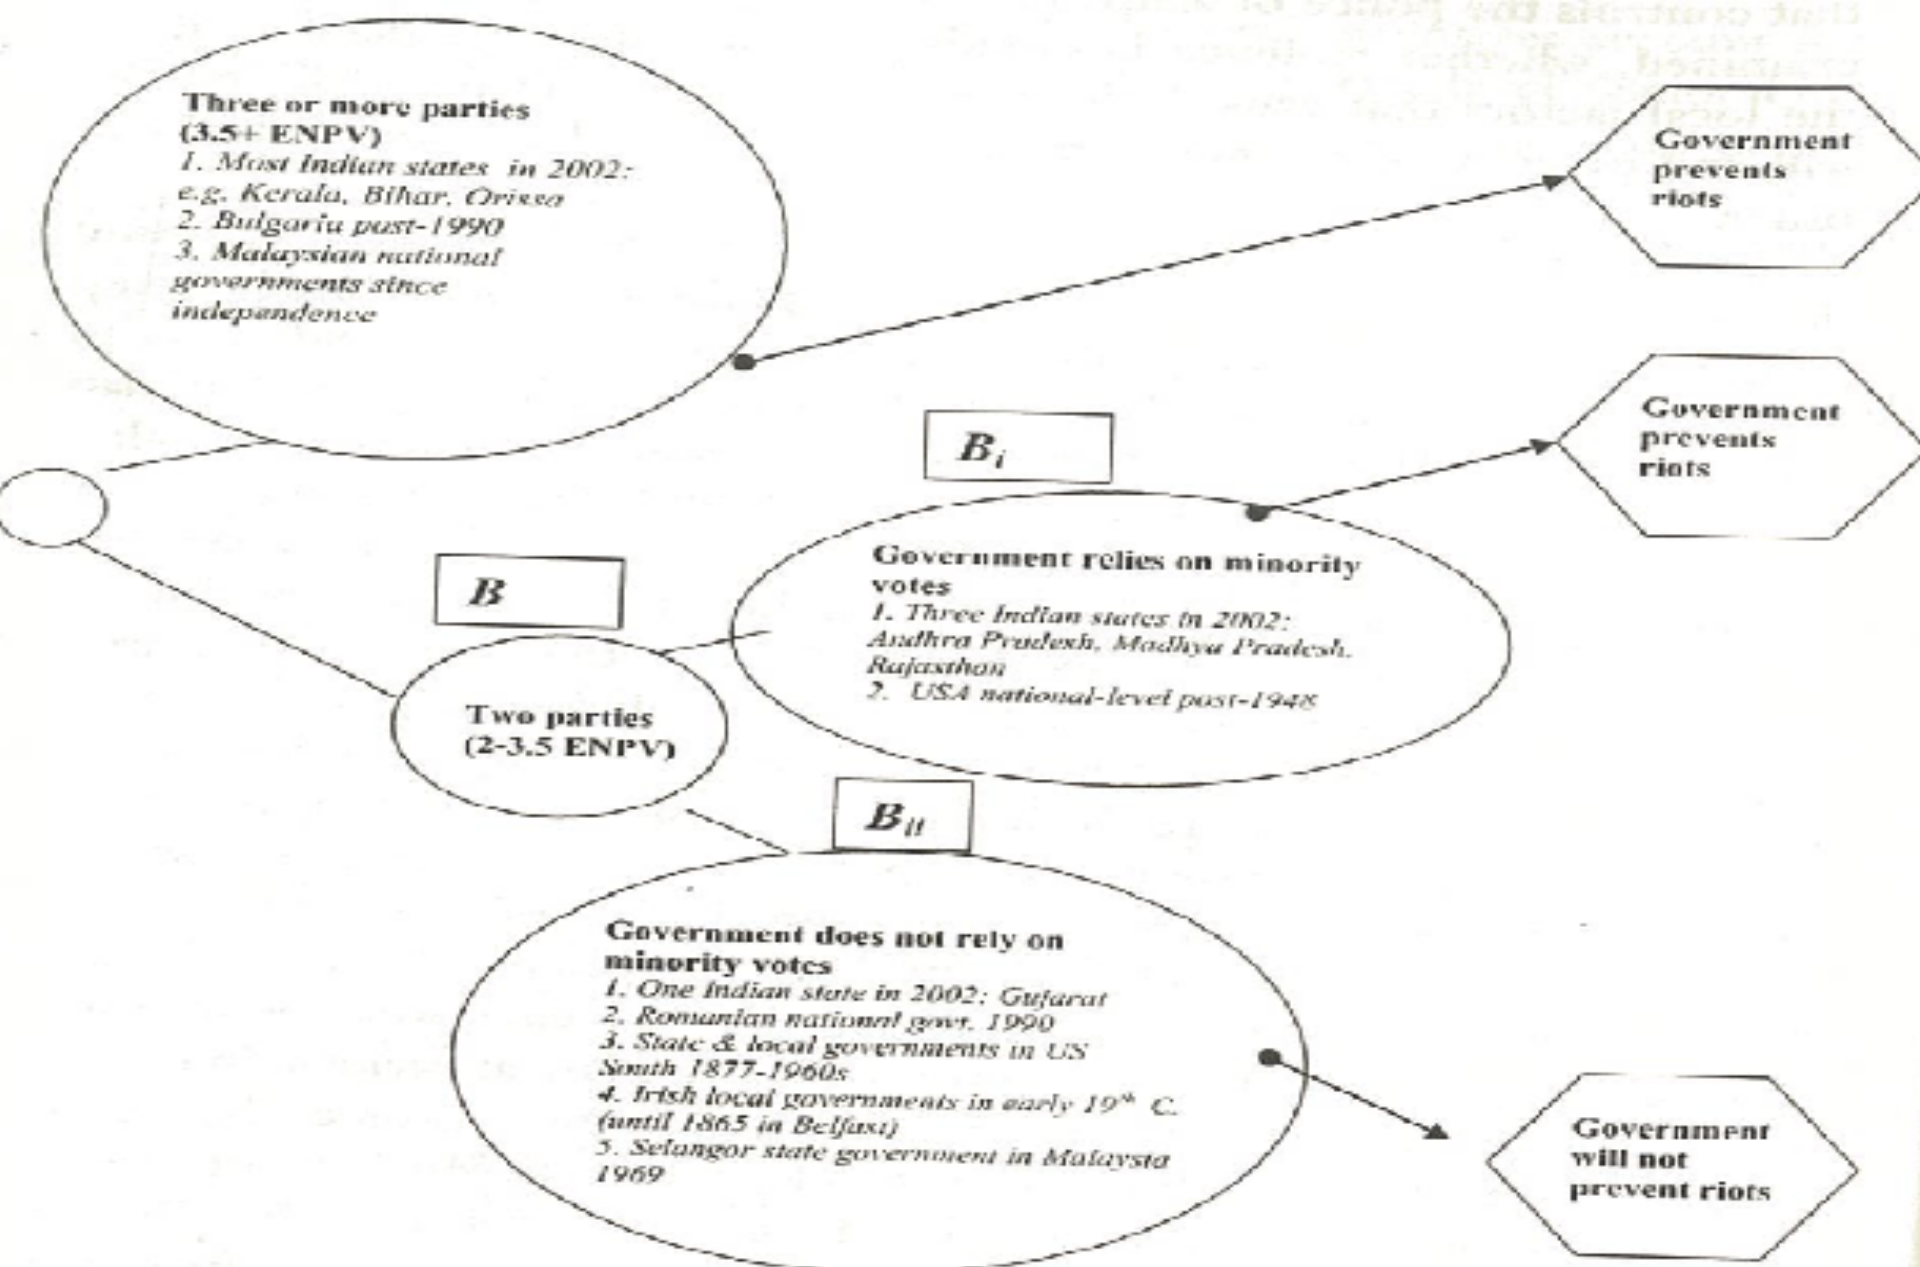 Three or more parties
(3.5+ ENPV)
1. Most Indian states in 2002:
e.g. Kerala, Bihar, Orissa
2. Bulgaria post-1990
3. Malaysian national
governments since
independence
Government
prevents
riots
B i
Government
prevents
riots
B
Government relies on minority
votes
1. Three Indian states in 2002:
Andhra Pradesh, Madhya Pradesh,
Rajasthan
2. USA national-level post-1948
Two parties
(2-3.5 ENPV)
B ii
Government does not rely on
minority votes
1. One Indian state in 2002: Gujarat
2. Romanian national govt. 1990
3. State & local governments in US
South 1877-1960s
4. Irish local governments in early 19th C.
(until 1865 in Belfast)
5. Selangor state government in Malaysia
1969
Government
will not
prevent riots